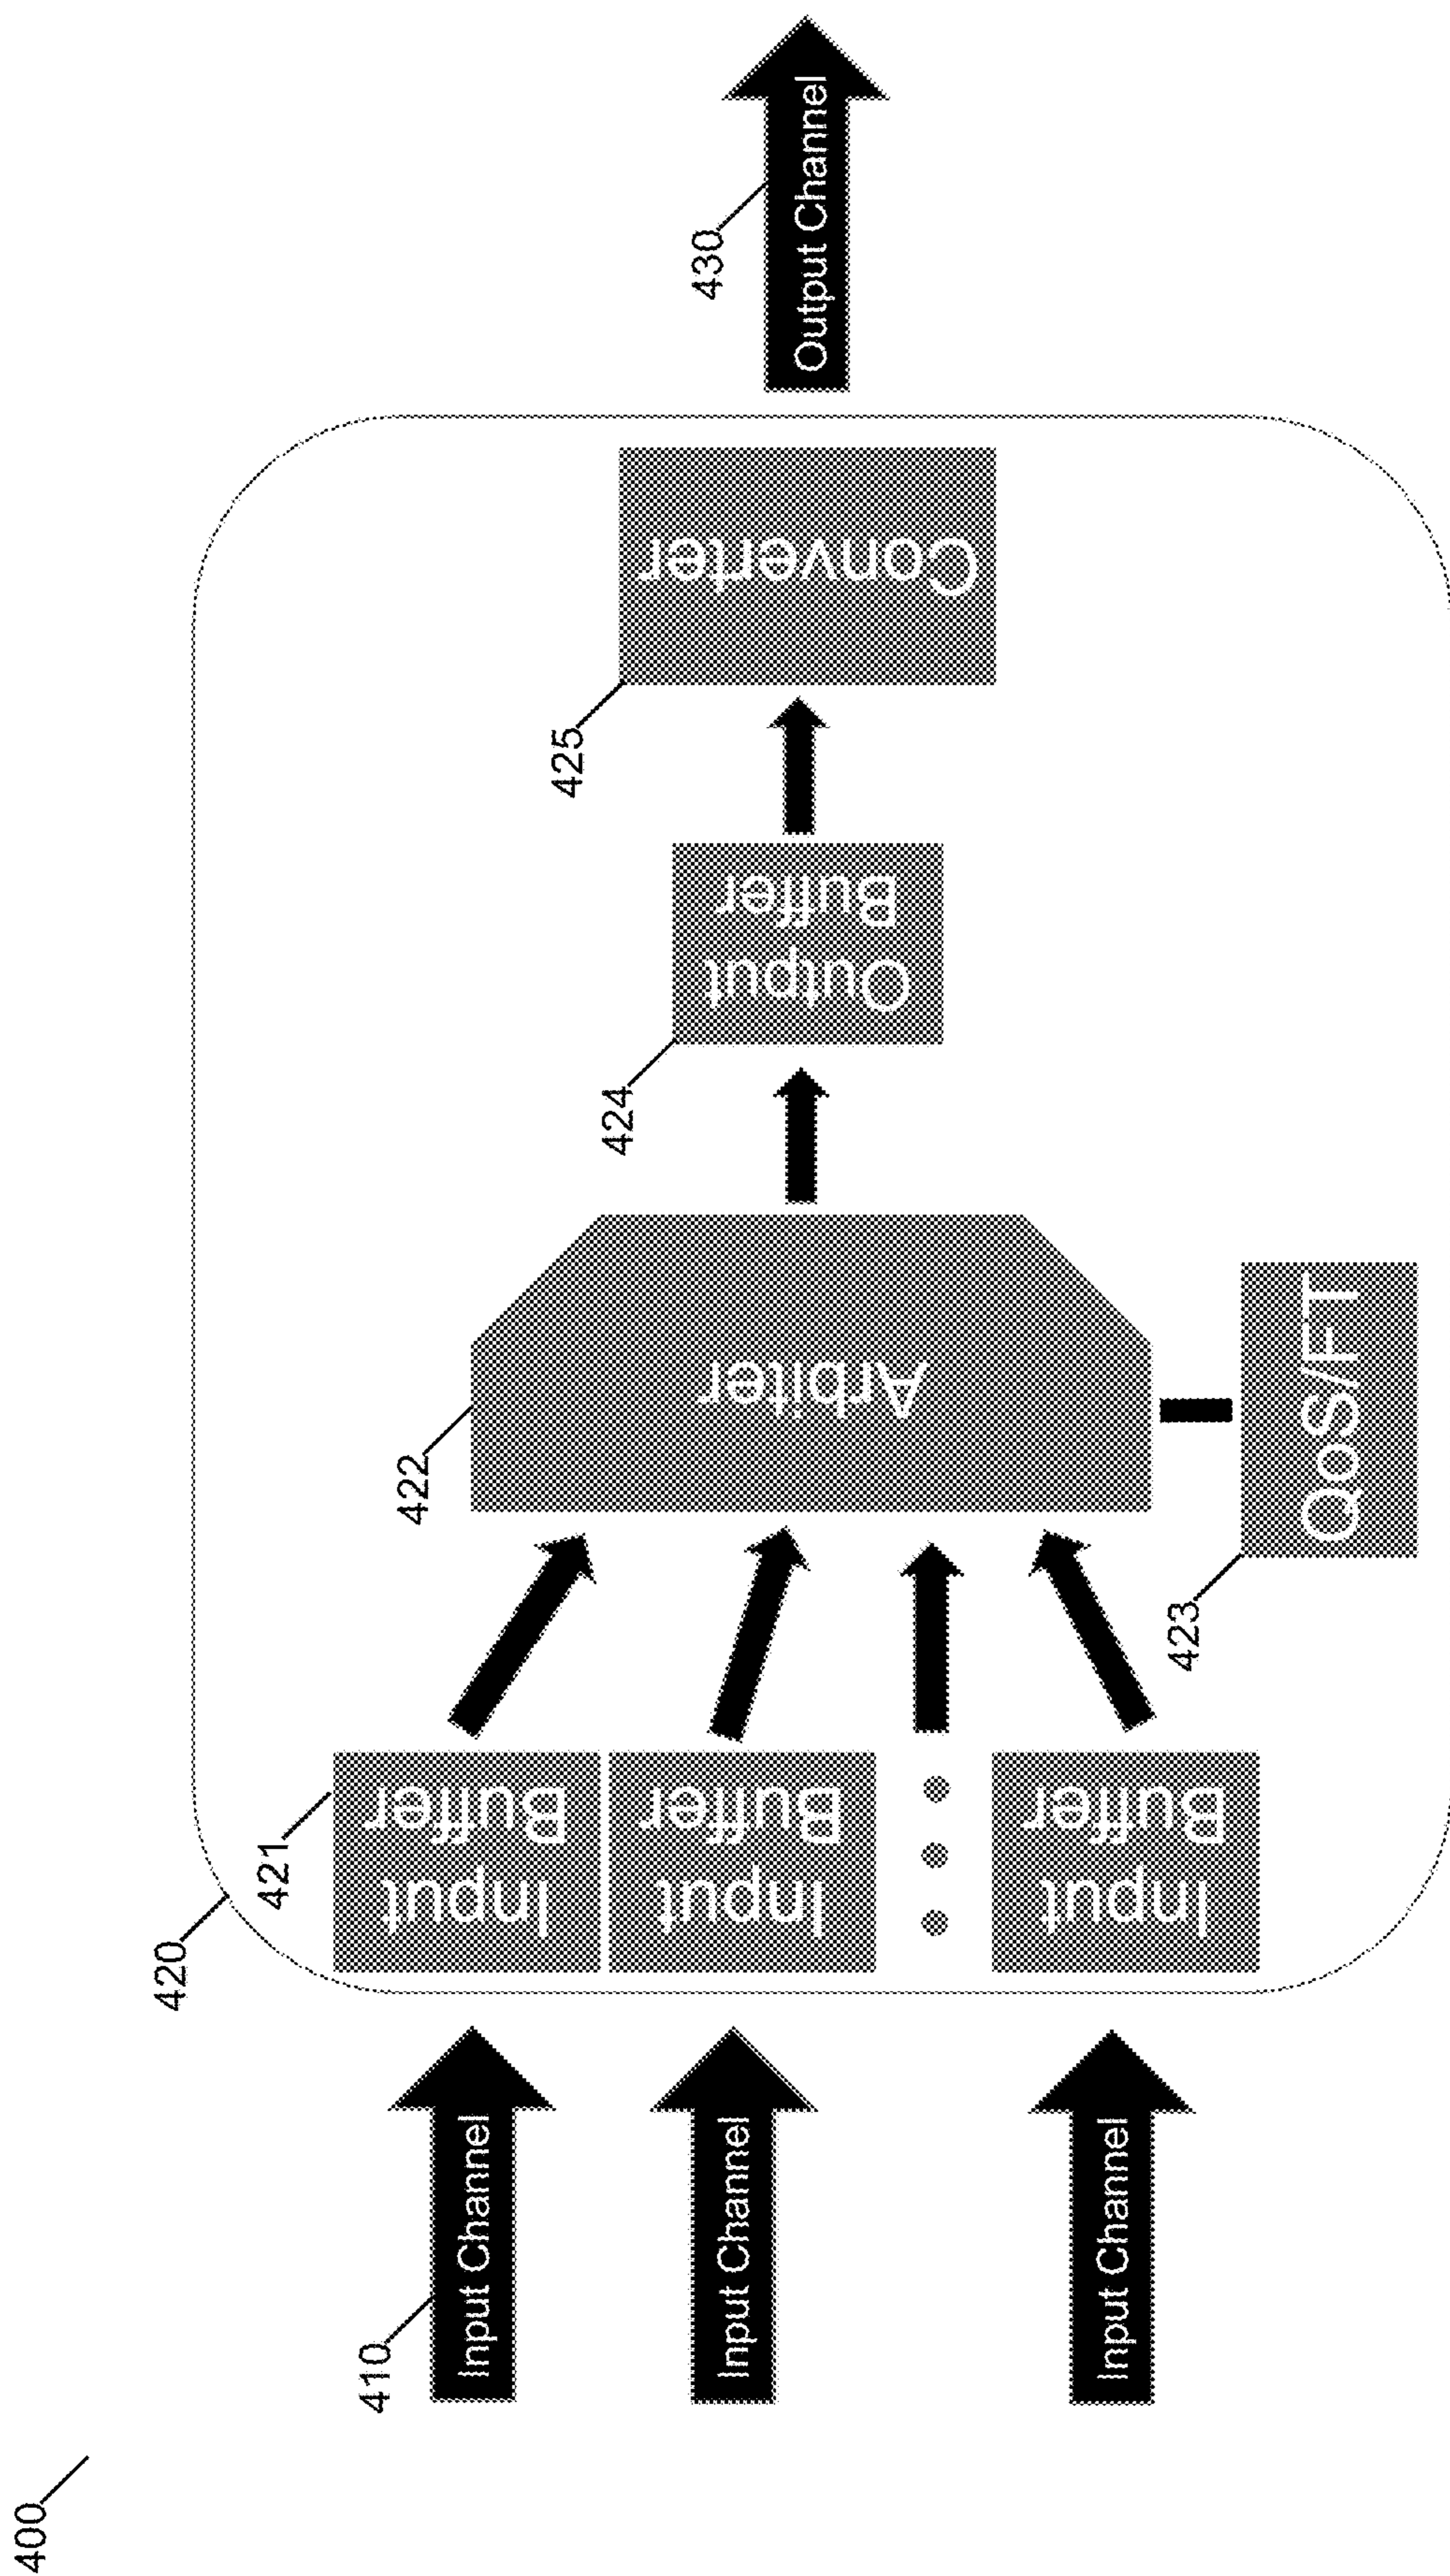 400
410
Input Channel
Input Channel
Input Channel
420
421
Input
Buffer
Input
Buffer
Input
Buffer
422
Arbiter
423
QoS/FT
424
Output
Buffer
425
Converter
430
Output Channel